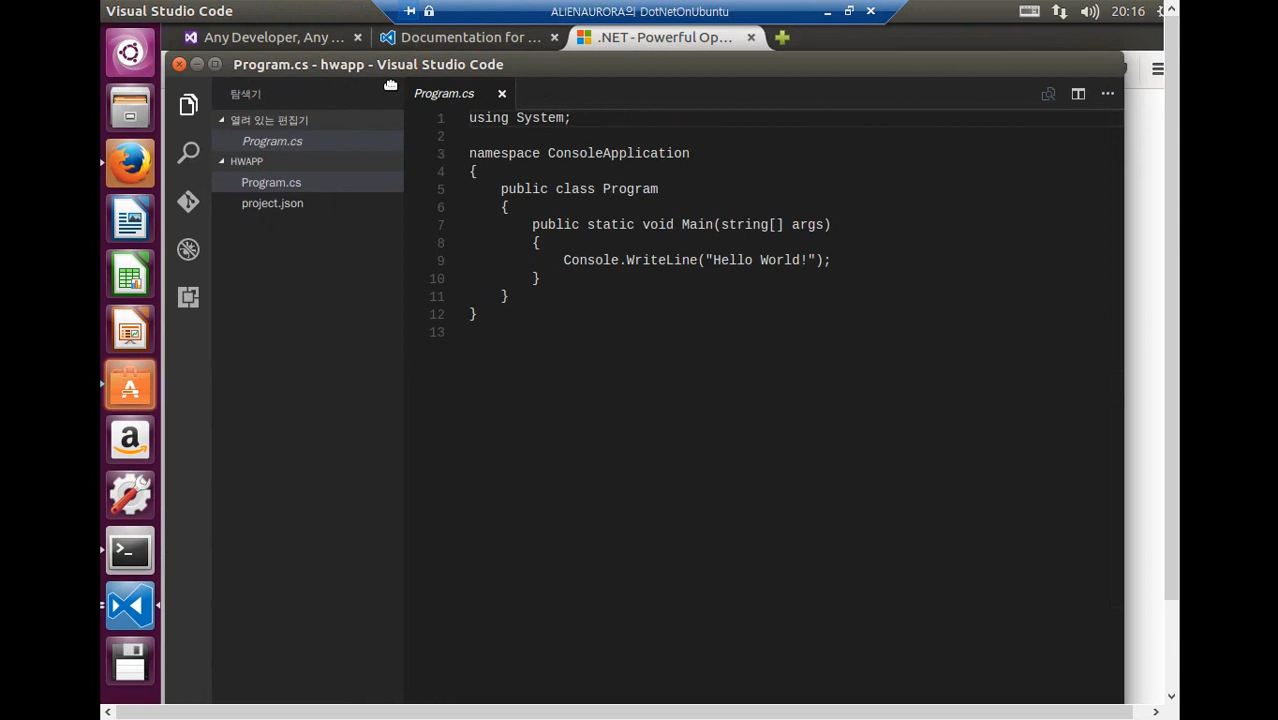 Visual Studio Code
ALIENAURORA의 DotNetOnUbuntu
20:16
Any Developer, Any ...
Documentation for ...
.NET - Powerful Op...
Program.cs - hwapp - Visual Studio Code
탐색기
Program.cs
열려 있는 편집기
Program.cs
HWAPP
Program.cs
project.json
1 using System;
2
3 namespace ConsoleApplication
4 {
5 public class Program
6 {
7 public static void Main(string[] args)
8 {
9 Console.WriteLine("Hello World!");
10 }
11 }
12 }
13